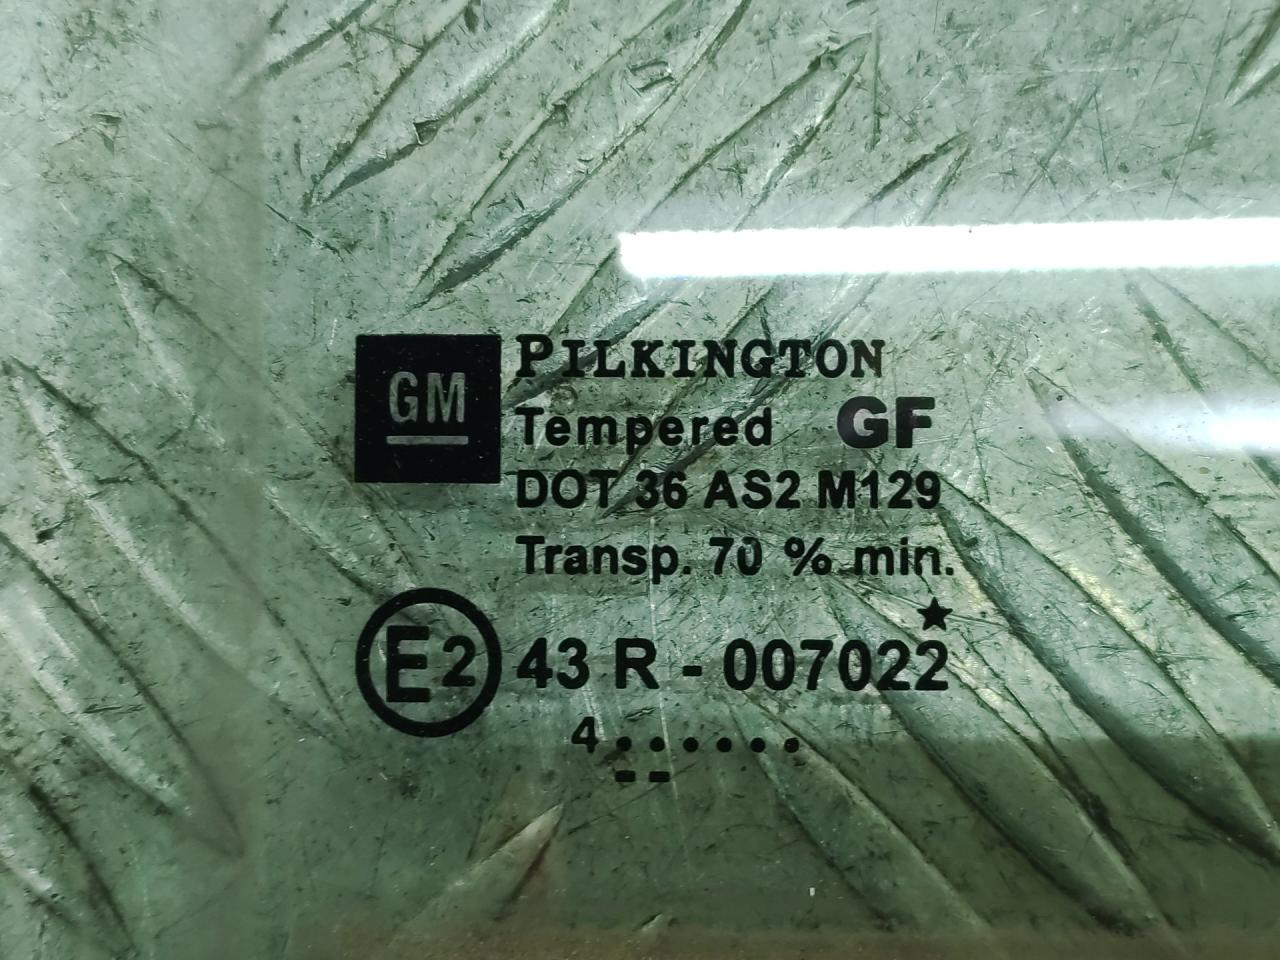 GM
PILKINGTON
Tempered GF
DOT 36 AS2 M129
Transp. 70 % min.
E2 43 R - 007022★
4......
--